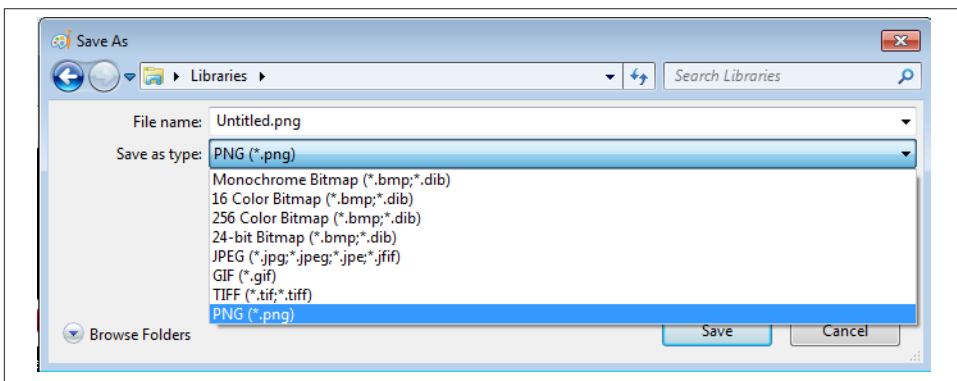 Save As
Libraries
Search Libraries
File name: Untitled.png
Save as type: PNG (*.png)
Monochrome Bitmap (*.bmp;*.dib)
16 Color Bitmap (*.bmp;*.dib)
256 Color Bitmap (*.bmp;*.dib)
24-bit Bitmap (*.bmp;*.dib)
JPEG (*.jpg;*.jpeg;*.jpe;*.jfif)
GIF (*.gif)
TIFF (*.tif;*.tiff)
PNG (*.png)
Browse Folders
Save
Cancel